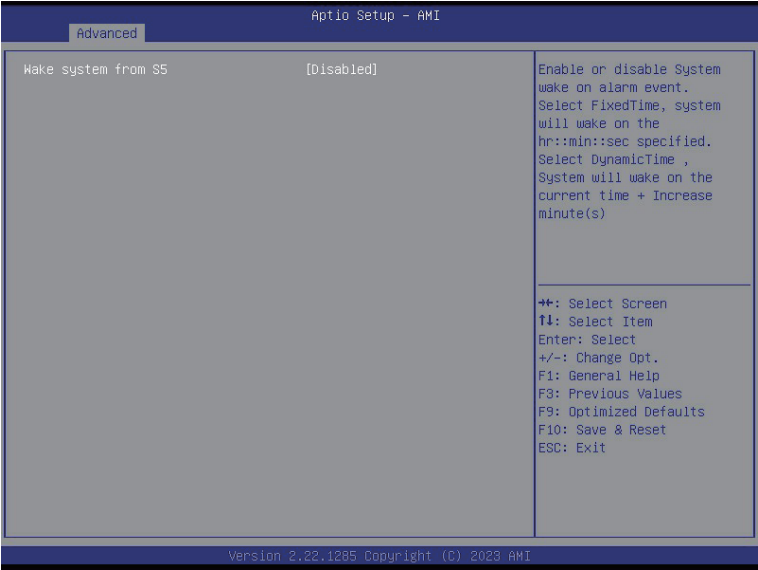 Aptio Setup – AMI
Advanced
Wake system from S5 [Disabled]
Enable or disable System
wake on alarm event.
Select FixedTime, system
will wake on the
hr::min::sec specified.
Select DynamicTime ,
System will wake on the
current time + Increase
minute(s)
→←: Select Screen
↑↓: Select Item
Enter: Select
+/-: Change Opt.
F1: General Help
F3: Previous Values
F9: Optimized Defaults
F10: Save & Reset
ESC: Exit
Version 2.22.1285 Copyright (C) 2023 AMI